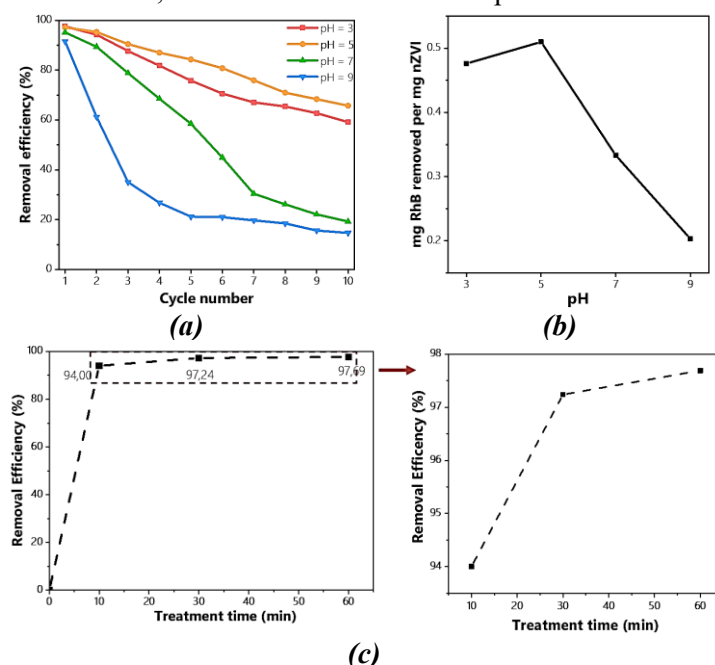 pH = 3
pH = 5
pH = 7
pH = 9
100
80
60
40
20
0
Removal efficiency (%)
1 2 3 4 5 6 7 8 9 10
Cycle number
(a)
0.5
0.4
0.3
0.2
mg RhB removed per mg nZVI
3 5 7 9
pH
(b)
100
80
60
40
20
0
Removal Efficiency (%)
94,00
97,24
97,69
0 10 20 30 40 50 60
Treatment time (min)
98
97
96
95
94
Removal Efficency (%)
10 20 30 40 50 60
Treatment time (min)
(c)